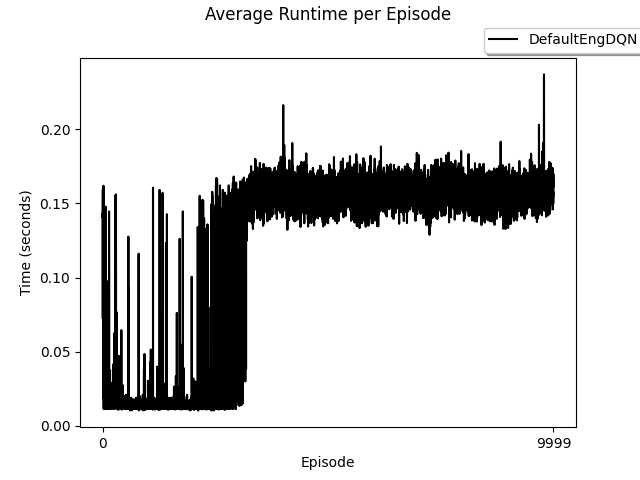 Average Runtime per Episode
DefaultEngDQN
0.20
0.15
0.10
0.05
0.00
Time (seconds)
0
9999
Episode